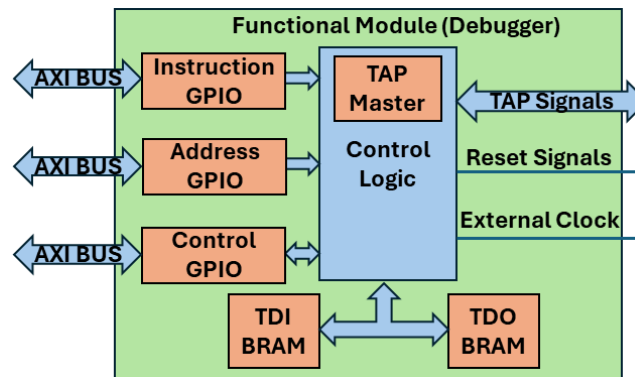 Functional Module (Debugger)
AXI BUS
Instruction
GPIO
TAP
Master
TAP Signals
AXI BUS
Address
GPIO
Control
Logic
Reset Signals
AXI BUS
Control
GPIO
External Clock
TDI
BRAM
TDO
BRAM